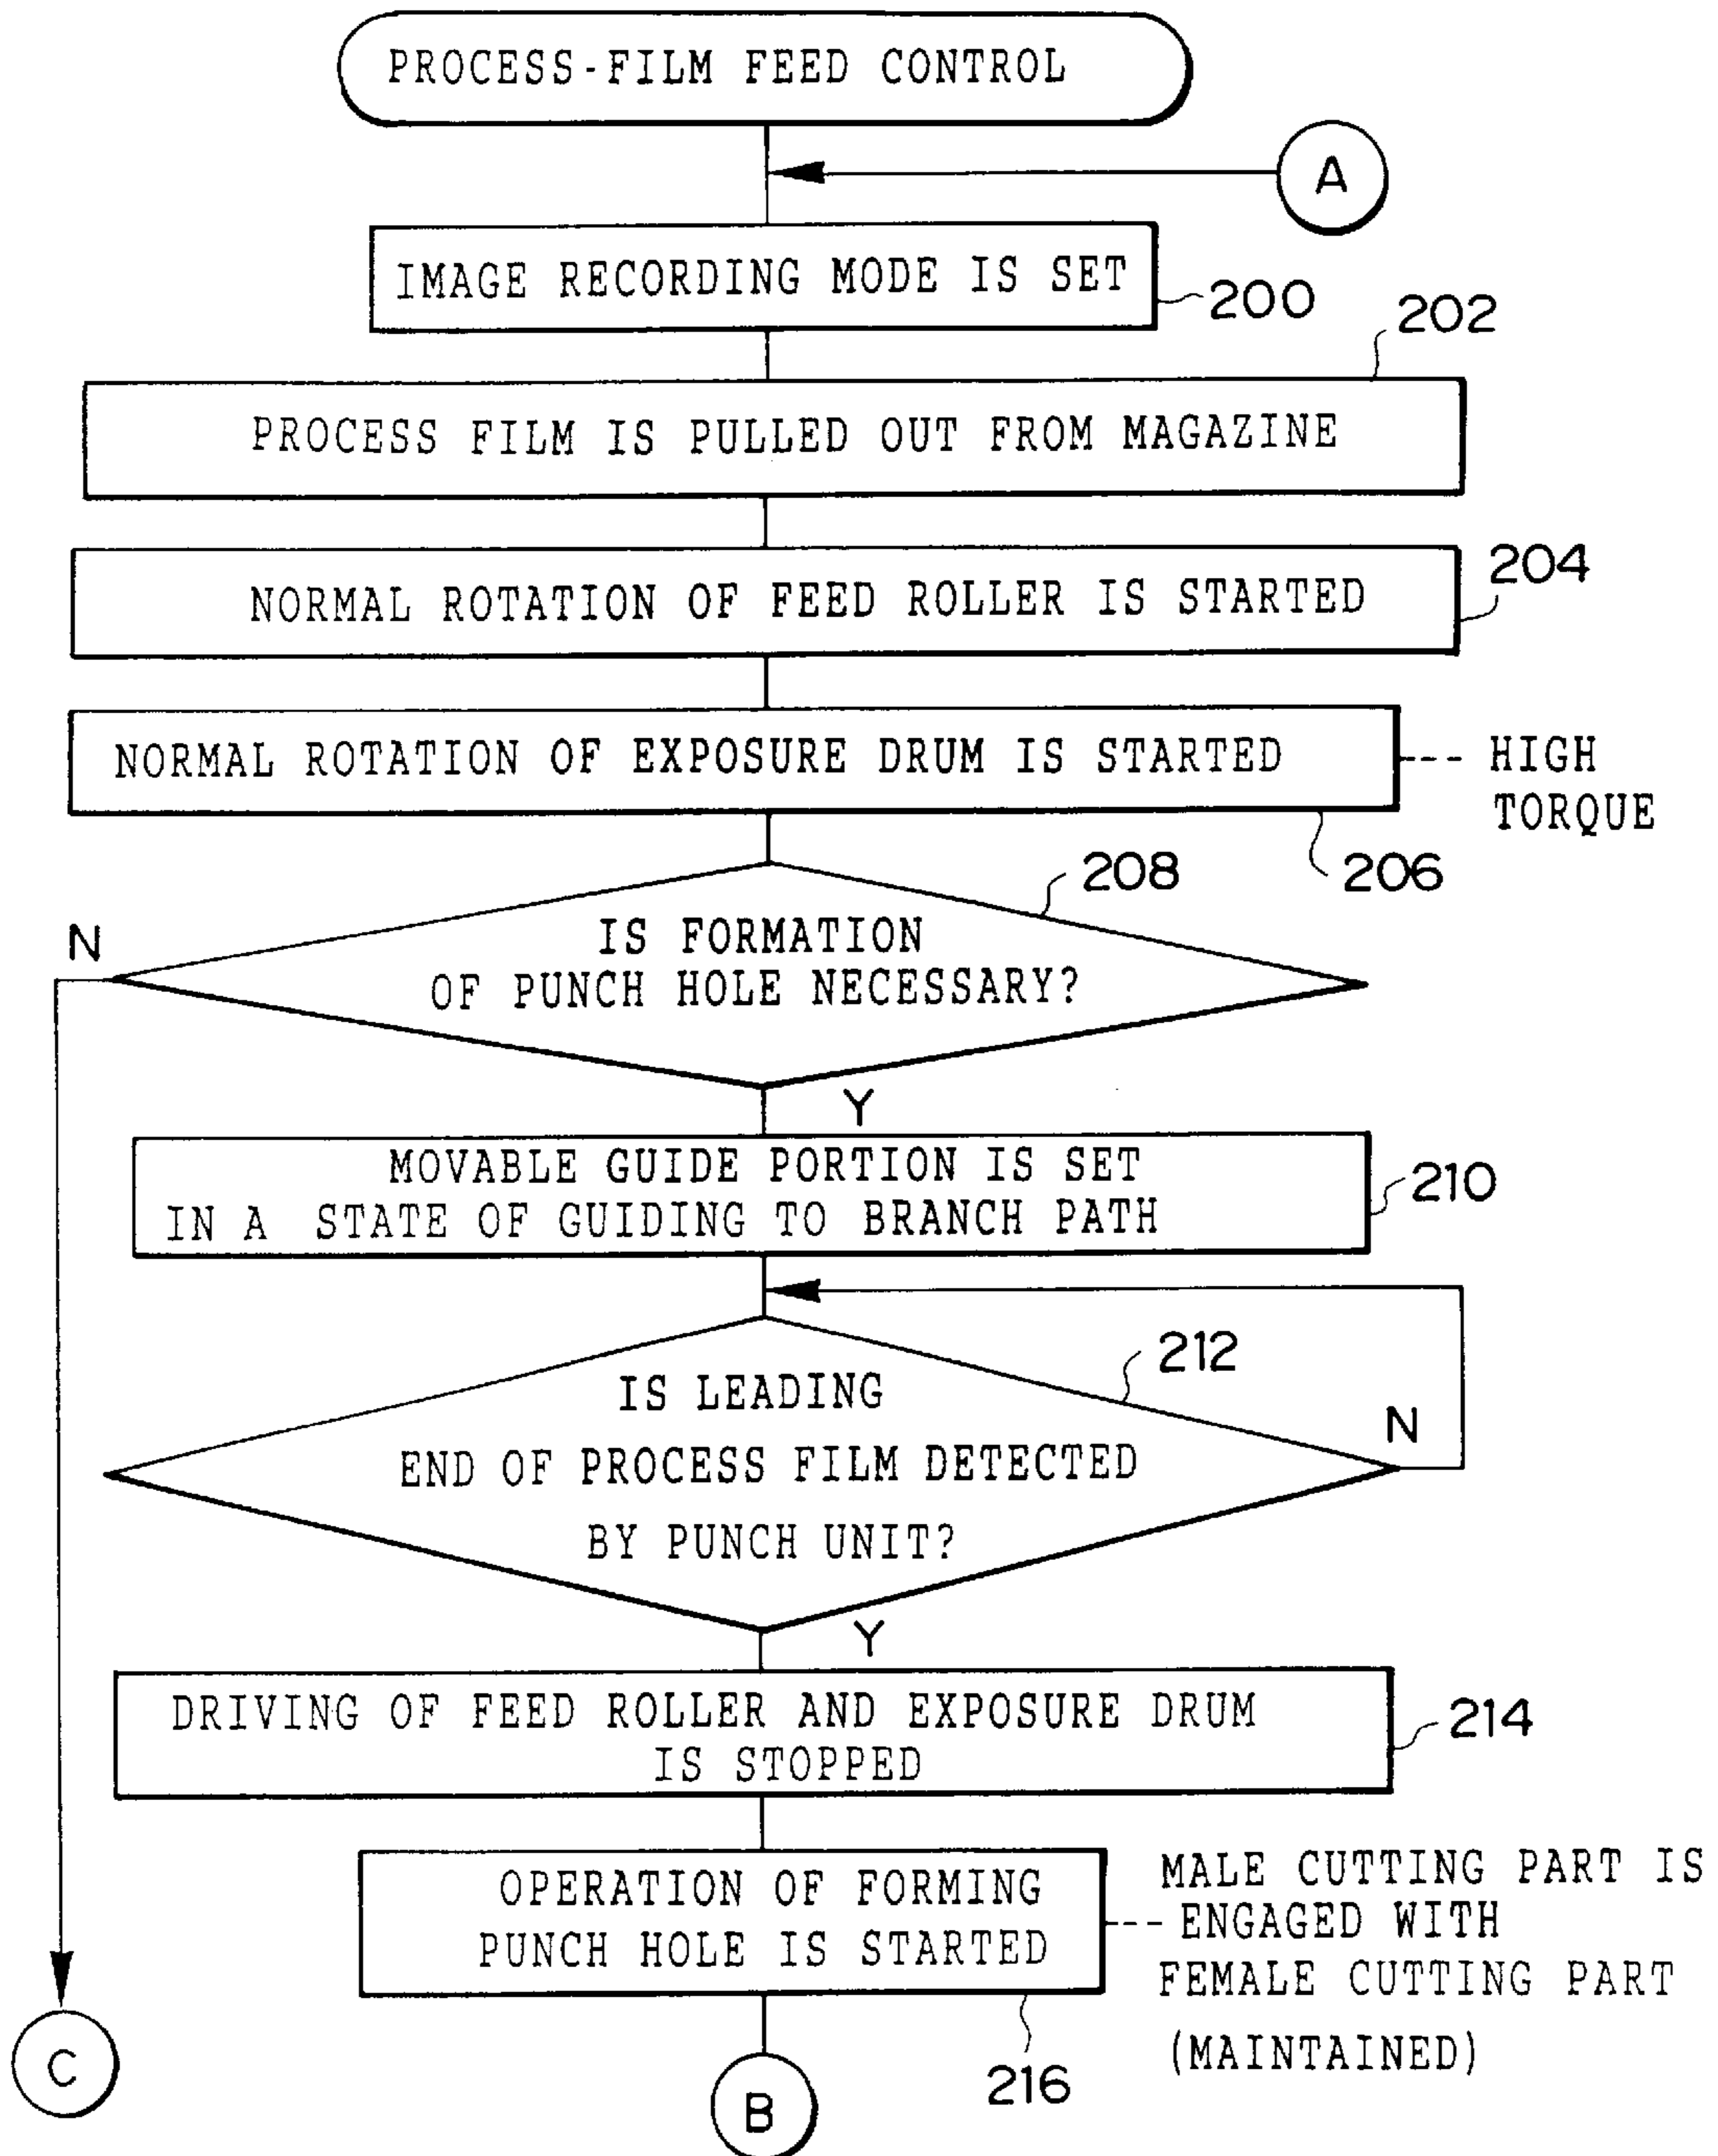 PROCESS-FILM FEED CONTROL
A
IMAGE RECORDING MODE IS SET
200
202
PROCESS FILM IS PULLED OUT FROM MAGAZINE
204
NORMAL ROTATION OF FEED ROLLER IS STARTED
NORMAL ROTATION OF EXPOSURE DRUM IS STARTED
HIGH
TORQUE
206
208
N
IS FORMATION
OF PUNCH HOLE NECESSARY?
Y
MOVABLE GUIDE PORTION IS SET
IN A STATE OF GUIDING TO BRANCH PATH
210
212
IS LEADING
END OF PROCESS FILM DETECTED
BY PUNCH UNIT?
N
Y
DRIVING OF FEED ROLLER AND EXPOSURE DRUM
IS STOPPED
214
OPERATION OF FORMING
PUNCH HOLE IS STARTED
MALE CUTTING PART IS
ENGAGED WITH
FEMALE CUTTING PART
(MAINTAINED)
216
C
B